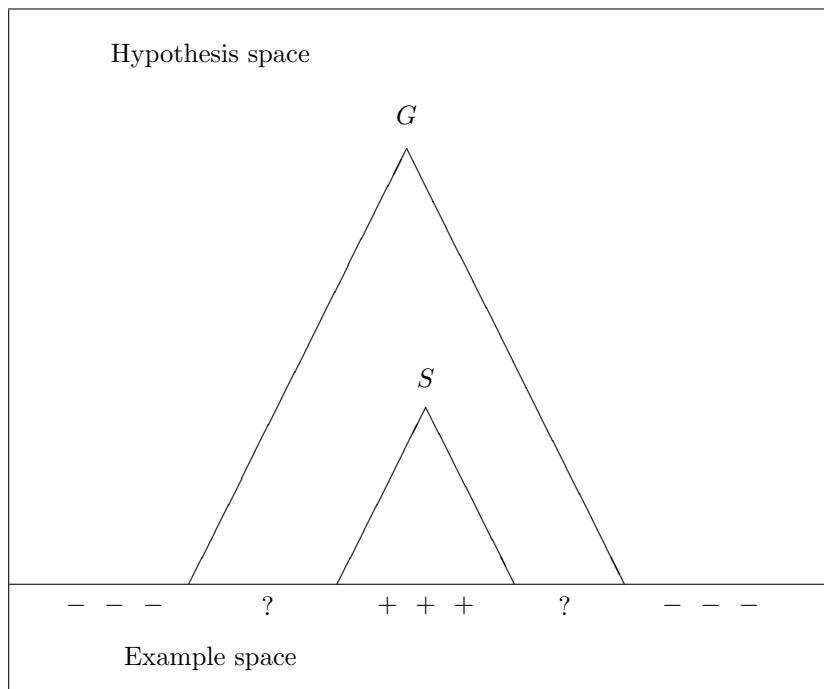 Hypothesis space
G
S
− − − ? + + + ? − − −
Example space